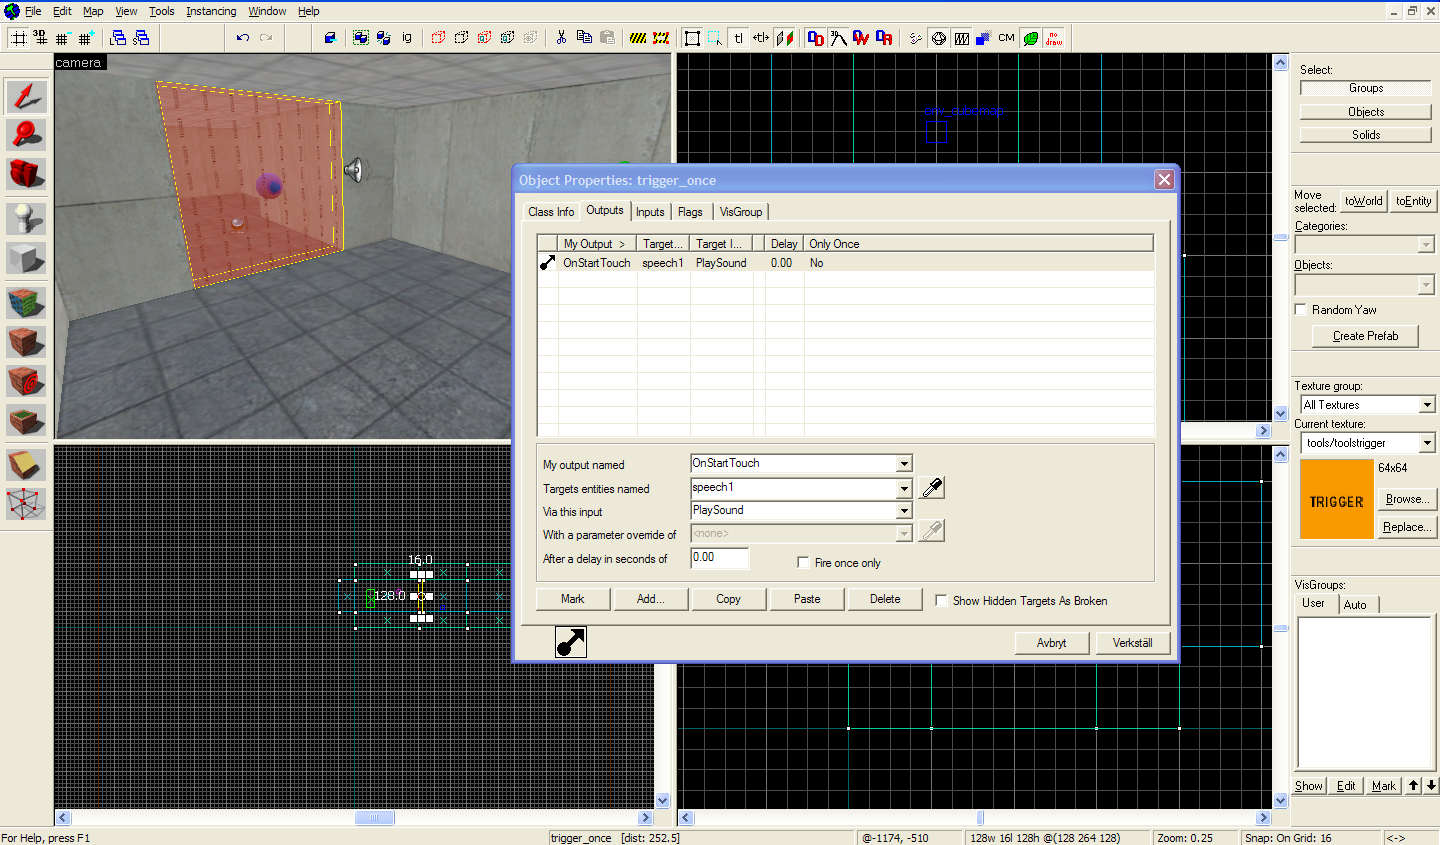 File Edit Map View Tools Instancing Window Help
camera
Object Properties: trigger_once
Class Info Outputs Inputs Flags VisGroup
My Output > Target... Target I... Delay Only Once
OnStartTouch speech1 PlaySound 0.00 No
My output named OnStartTouch
Targets entities named speech1
Via this input PlaySound
With a parameter override of <none>
After a delay in seconds of 0.00 Fire once only
Mark Add... Copy Paste Delete Show Hidden Targets As Broken
Avbryt Verkställ
16.0
128.0
Select:
Groups
Objects
Solids
Move selected: toWorld toEntity
Categories:
Objects:
Random Yaw
Create Prefab
Texture group:
All Textures
Current texture:
tools/toolstrigger
TRIGGER
64x64
Browse...
Replace...
VisGroups:
User Auto
Show Edit Mark
For Help, press F1 trigger_once [dist: 252.5] @-1174, -510 128w 16l 128h @(128 264 128) Zoom: 0.25 Snap: On Grid: 16 <->